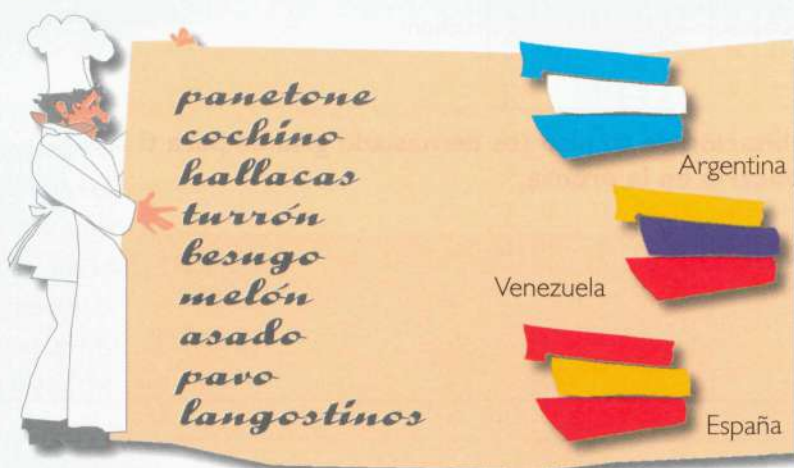 panetone
cochino
hallacas
turrón
besugo
melón
asado
pavo
langostinos
Argentina
Venezuela
España